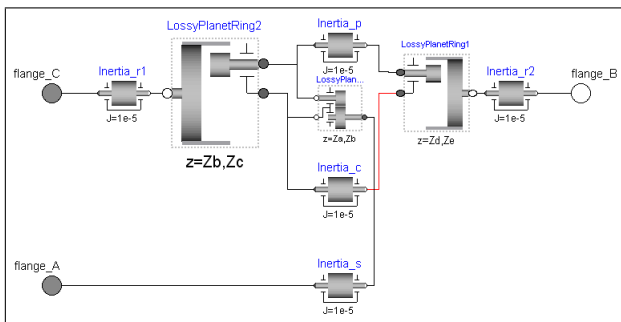 LossyPlanetRing2
Inertia_p
LossyPlanetRing1
flange_C
Inertia_r1
J=1e-5
LossyPlan...
Inertia_r2
flange_B
J=1e-5
z=Za,Zb
z=Zd,Ze
J=1e-5
z=Zb,Zc
Inertia_c
J=1e-5
flange_A
Inertia_s
J=1e-5